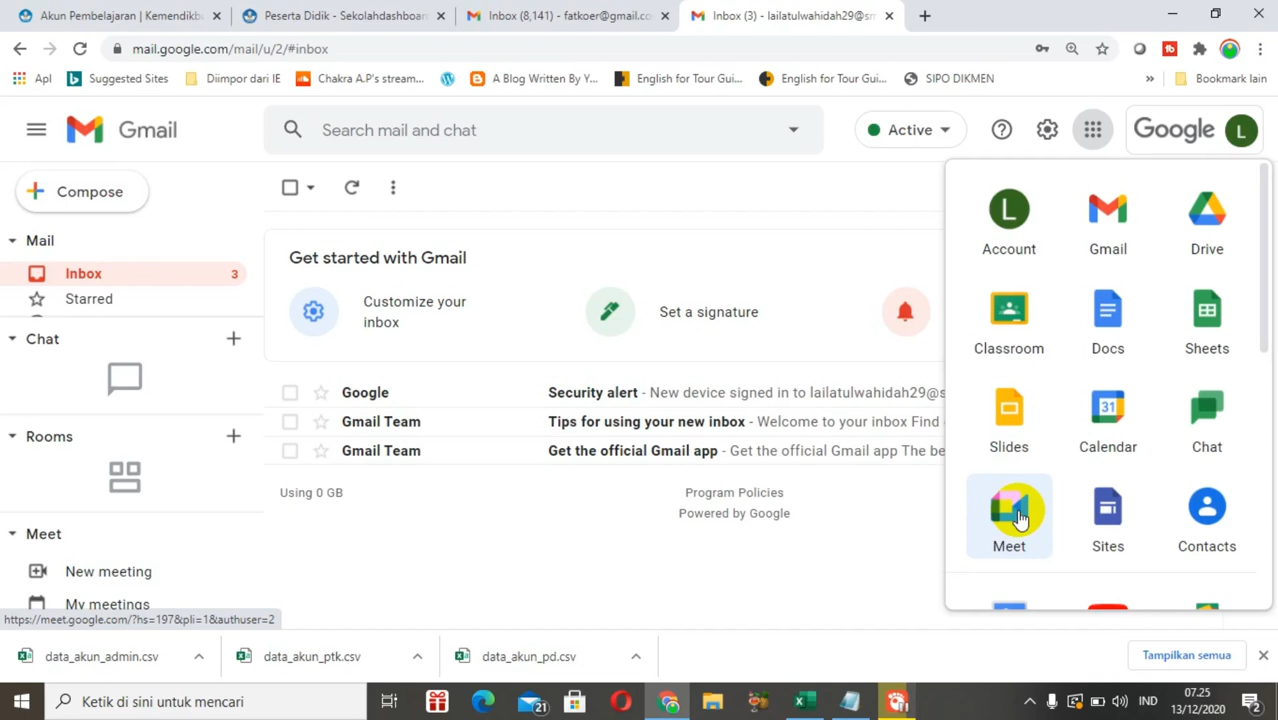 Akun Pembelajaran | Kemendikb
Peserta Didik - Sekolahdashboar
Inbox (8,141) - fatkoer@gmail.co
Inbox (3) - lailatulwahidah29@sm
mail.google.com/mail/u/2/#inbox
Apl
Suggested Sites
Diimpor dari IE
Chakra A.P's stream...
A Blog Written By Y...
English for Tour Gui...
English for Tour Gui...
SIPO DIKMEN
»
Bookmark lain
Gmail
Search mail and chat
Active
Google
L
Compose
Mail
Inbox
3
Starred
Chat
Rooms
Meet
New meeting
My meetings
Get started with Gmail
Customize your
inbox
Set a signature
Google
Security alert - New device signed in to lailatulwahidah29@s
Gmail Team
Tips for using your new inbox - Welcome to your inbox Find
Gmail Team
Get the official Gmail app - Get the official Gmail app The be
Using 0 GB
Program Policies
Powered by Google
L
Account
Gmail
Drive
Classroom
Docs
Sheets
Slides
31
Calendar
Chat
Meet
Sites
Contacts
https://meet.google.com/?hs=197&pli=1&authuser=2
data_akun_admin.csv
data_akun_ptk.csv
data_akun_pd.csv
Tampilkan semua
Ketik di sini untuk mencari
21
IND
07.25
13/12/2020
2